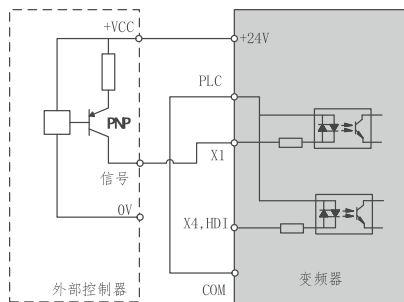 +VCC
+24V
PLC
PNP
X1
信号
0V
X4,HDI
外部控制器
变频器
COM